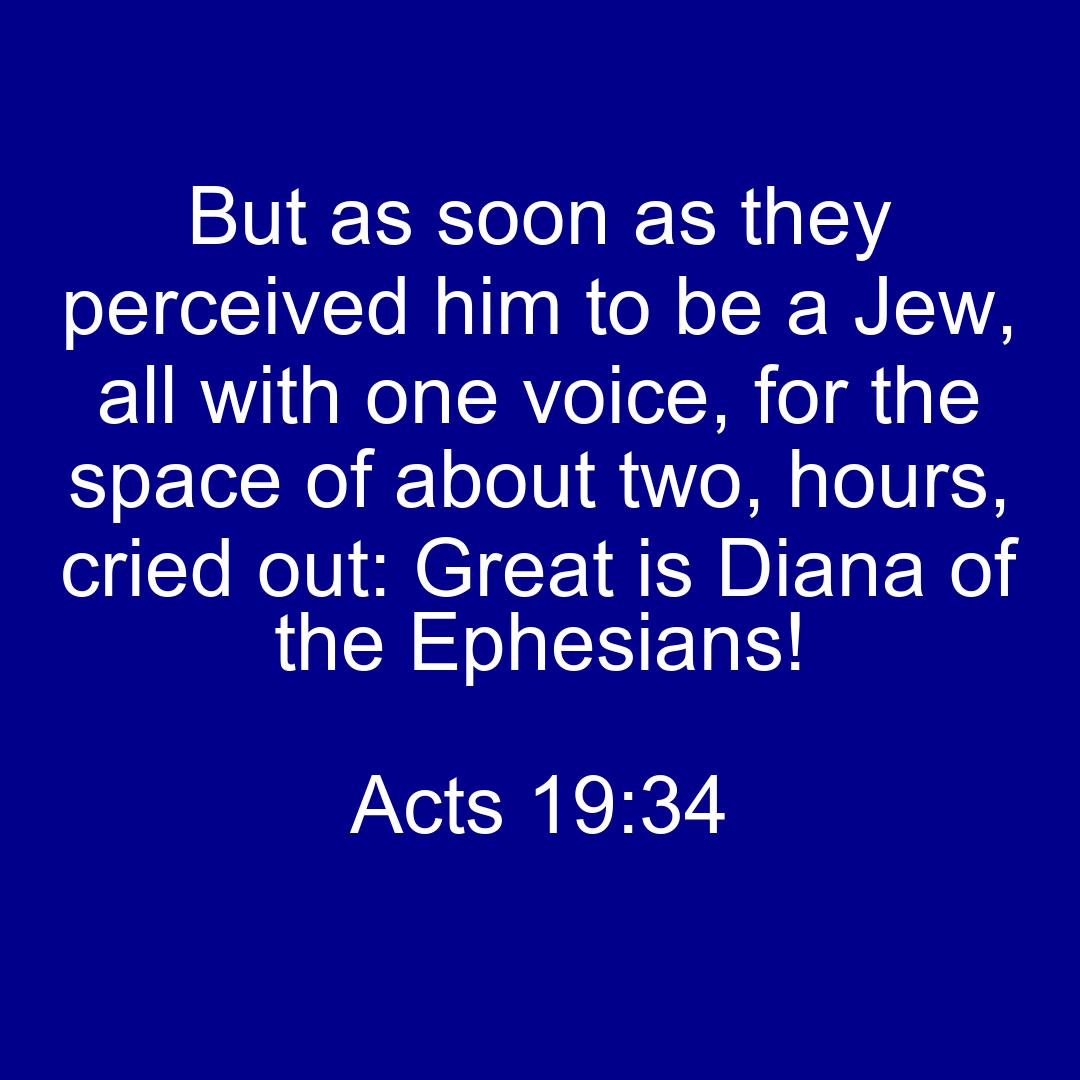 But as soon as they
perceived him to be a Jew,
all with one voice, for the
space of about two, hours,
cried out: Great is Diana of
the Ephesians!
Acts 19:34